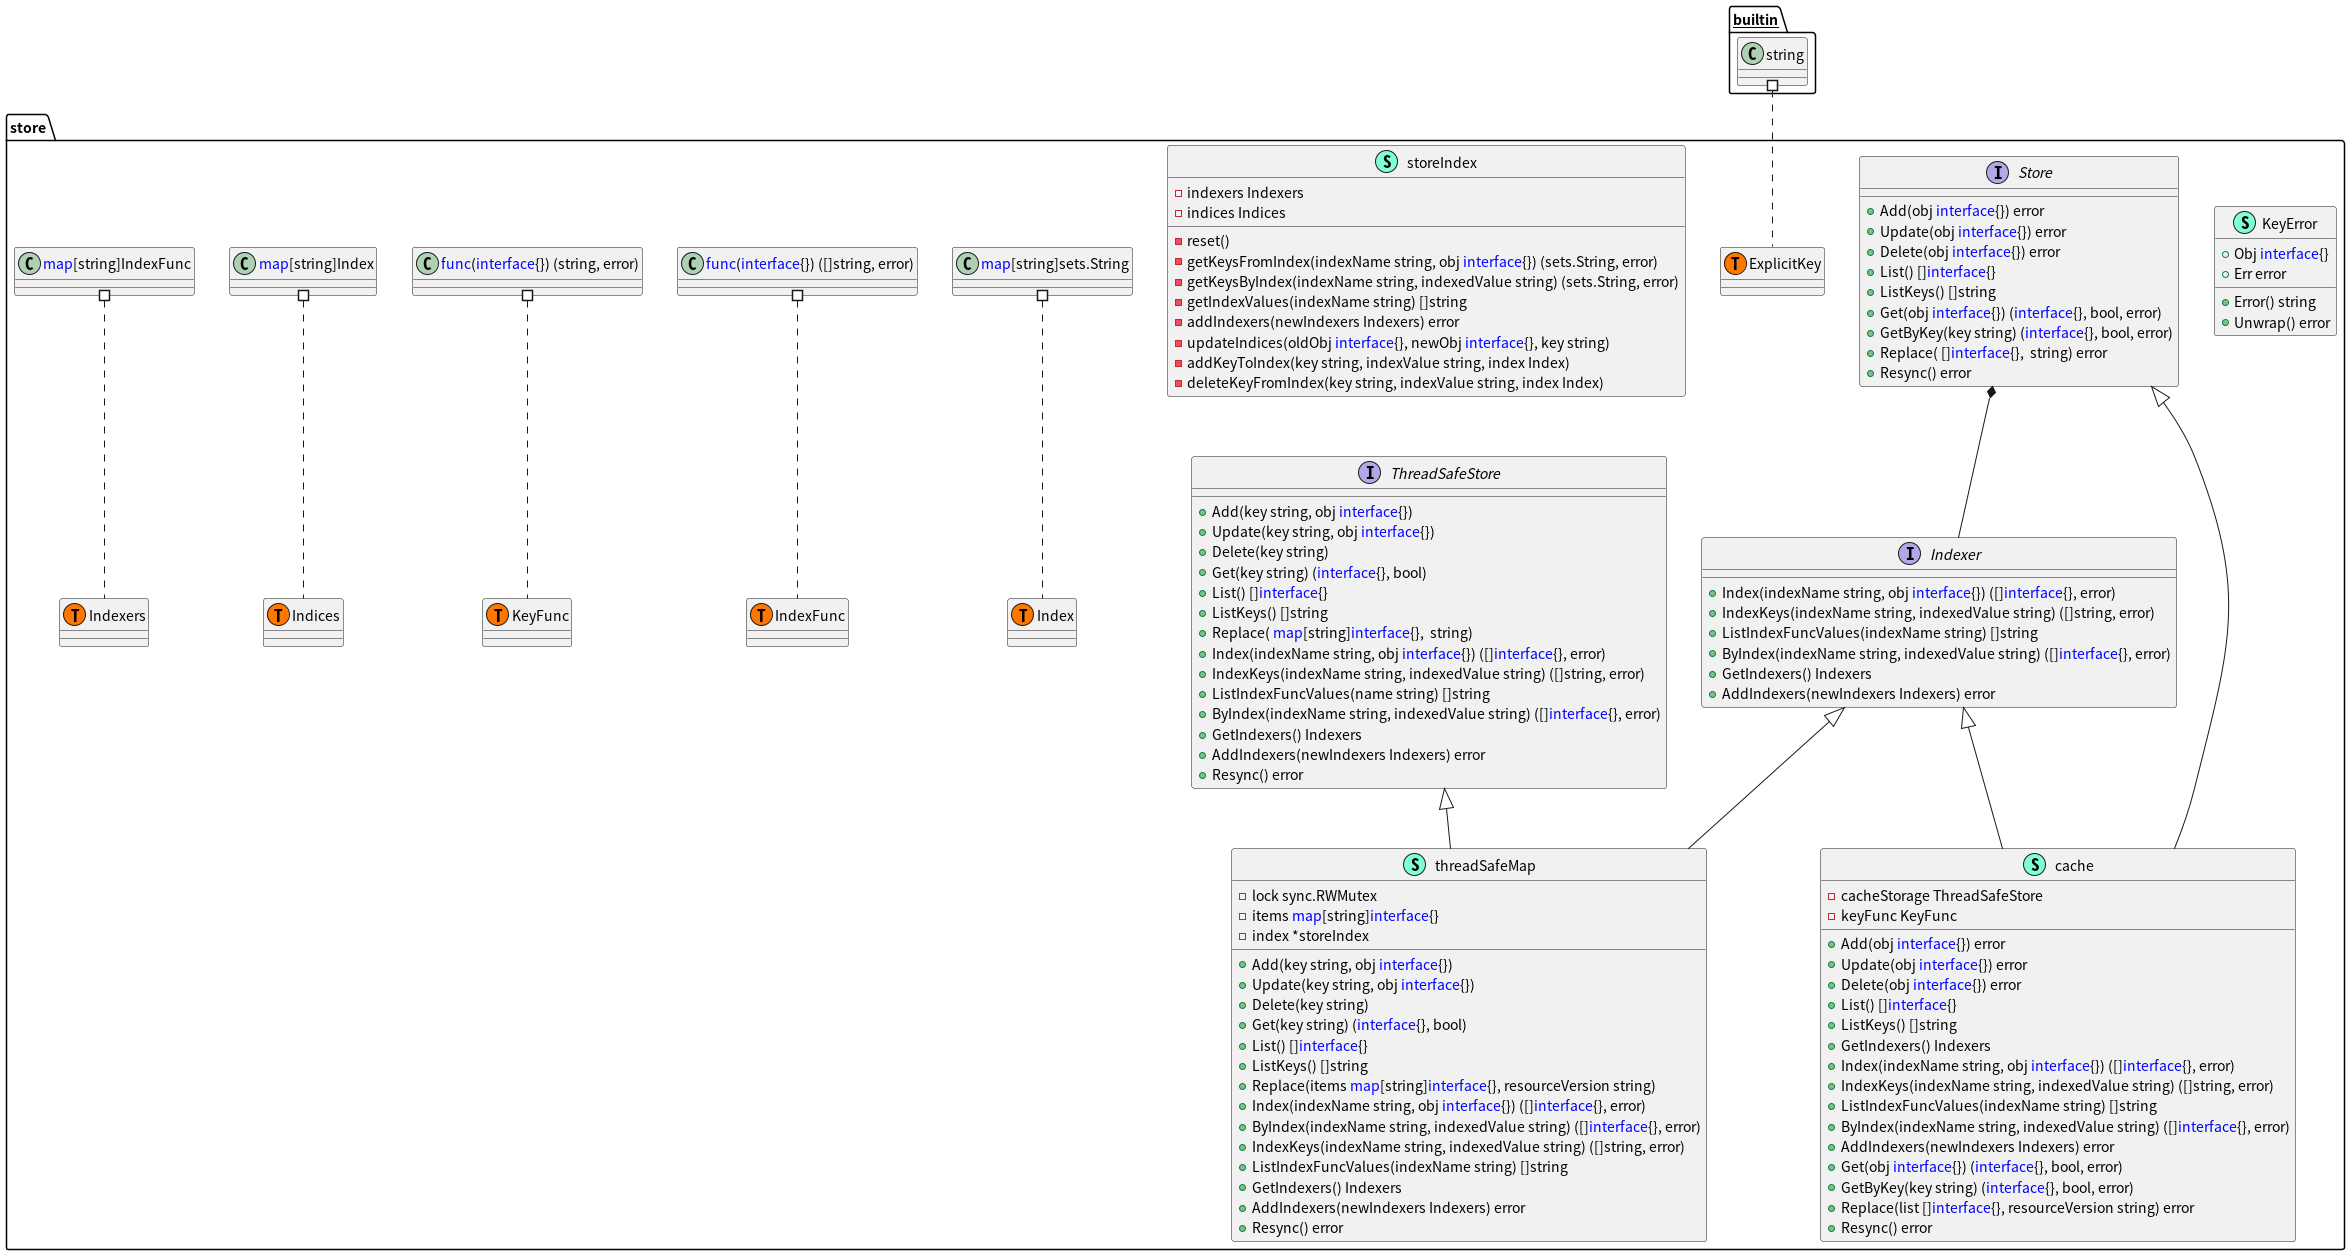 builtin
string
store
map[string]IndexFunc
map[string]Index
func(interface{}) (string, error)
func(interface{}) ([]string, error)
map[string]sets.String
storeIndex
indexers Indexers
indices Indices
reset()
getKeysFromIndex(indexName string, obj interface{}) (sets.String, error)
getKeysByIndex(indexName string, indexedValue string) (sets.String, error)
getIndexValues(indexName string) []string
addIndexers(newIndexers Indexers) error
updateIndices(oldObj interface{}, newObj interface{}, key string)
addKeyToIndex(key string, indexValue string, index Index)
deleteKeyFromIndex(key string, indexValue string, index Index)
ExplicitKey
Store
Add(obj interface{}) error
Update(obj interface{}) error
Delete(obj interface{}) error
List() []interface{}
ListKeys() []string
Get(obj interface{}) (interface{}, bool, error)
GetByKey(key string) (interface{}, bool, error)
Replace( []interface{},  string) error
Resync() error
KeyError
Obj interface{}
Err error
Error() string
Unwrap() error
Indexers
Indices
KeyFunc
IndexFunc
Index
ThreadSafeStore
Add(key string, obj interface{})
Update(key string, obj interface{})
Delete(key string)
Get(key string) (interface{}, bool)
List() []interface{}
ListKeys() []string
Replace( map[string]interface{},  string)
Index(indexName string, obj interface{}) ([]interface{}, error)
IndexKeys(indexName string, indexedValue string) ([]string, error)
ListIndexFuncValues(name string) []string
ByIndex(indexName string, indexedValue string) ([]interface{}, error)
GetIndexers() Indexers
AddIndexers(newIndexers Indexers) error
Resync() error
Indexer
Index(indexName string, obj interface{}) ([]interface{}, error)
IndexKeys(indexName string, indexedValue string) ([]string, error)
ListIndexFuncValues(indexName string) []string
ByIndex(indexName string, indexedValue string) ([]interface{}, error)
GetIndexers() Indexers
AddIndexers(newIndexers Indexers) error
threadSafeMap
lock sync.RWMutex
items map[string]interface{}
index *storeIndex
Add(key string, obj interface{})
Update(key string, obj interface{})
Delete(key string)
Get(key string) (interface{}, bool)
List() []interface{}
ListKeys() []string
Replace(items map[string]interface{}, resourceVersion string)
Index(indexName string, obj interface{}) ([]interface{}, error)
ByIndex(indexName string, indexedValue string) ([]interface{}, error)
IndexKeys(indexName string, indexedValue string) ([]string, error)
ListIndexFuncValues(indexName string) []string
GetIndexers() Indexers
AddIndexers(newIndexers Indexers) error
Resync() error
cache
cacheStorage ThreadSafeStore
keyFunc KeyFunc
Add(obj interface{}) error
Update(obj interface{}) error
Delete(obj interface{}) error
List() []interface{}
ListKeys() []string
GetIndexers() Indexers
Index(indexName string, obj interface{}) ([]interface{}, error)
IndexKeys(indexName string, indexedValue string) ([]string, error)
ListIndexFuncValues(indexName string) []string
ByIndex(indexName string, indexedValue string) ([]interface{}, error)
AddIndexers(newIndexers Indexers) error
Get(obj interface{}) (interface{}, bool, error)
GetByKey(key string) (interface{}, bool, error)
Replace(list []interface{}, resourceVersion string) error
Resync() error